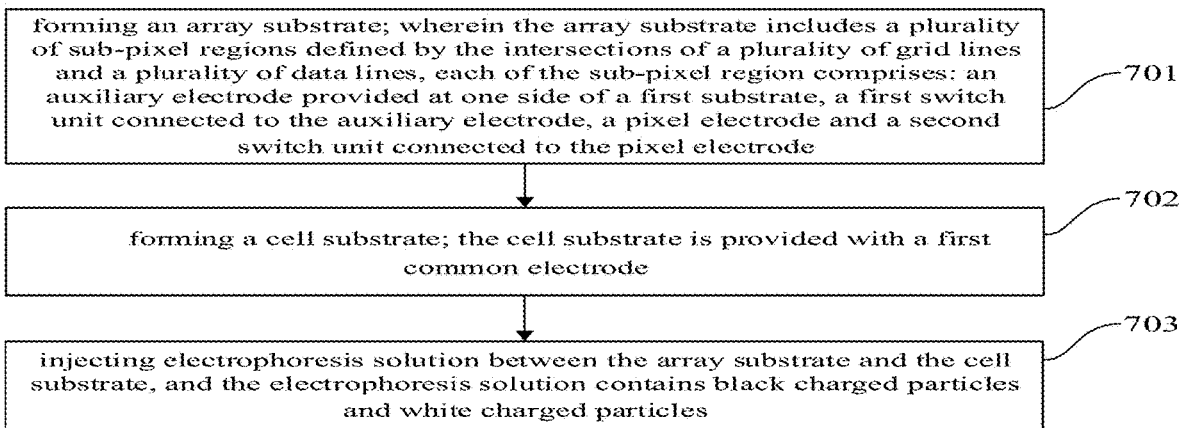 forming an array substrate; wherein the array substrate includes a plurality
of sub-pixel regions defined by the intersections of a plurality of grid lines
and a plurality of data lines, each of the sub-pixel region comprises: an
auxiliary electrode provided at one side of a first substrate, a first switch
unit connected to the auxiliary electrode, a pixel electrode and a second
switch unit connected to the pixel electrode
701
forming a cell substrate; the cell substrate is provided with a first
common electrode
702
injecting electrophoresis solution between the array substrate and the cell
substrate, and the electrophoresis solution contains black charged particles
and white charged particles
703